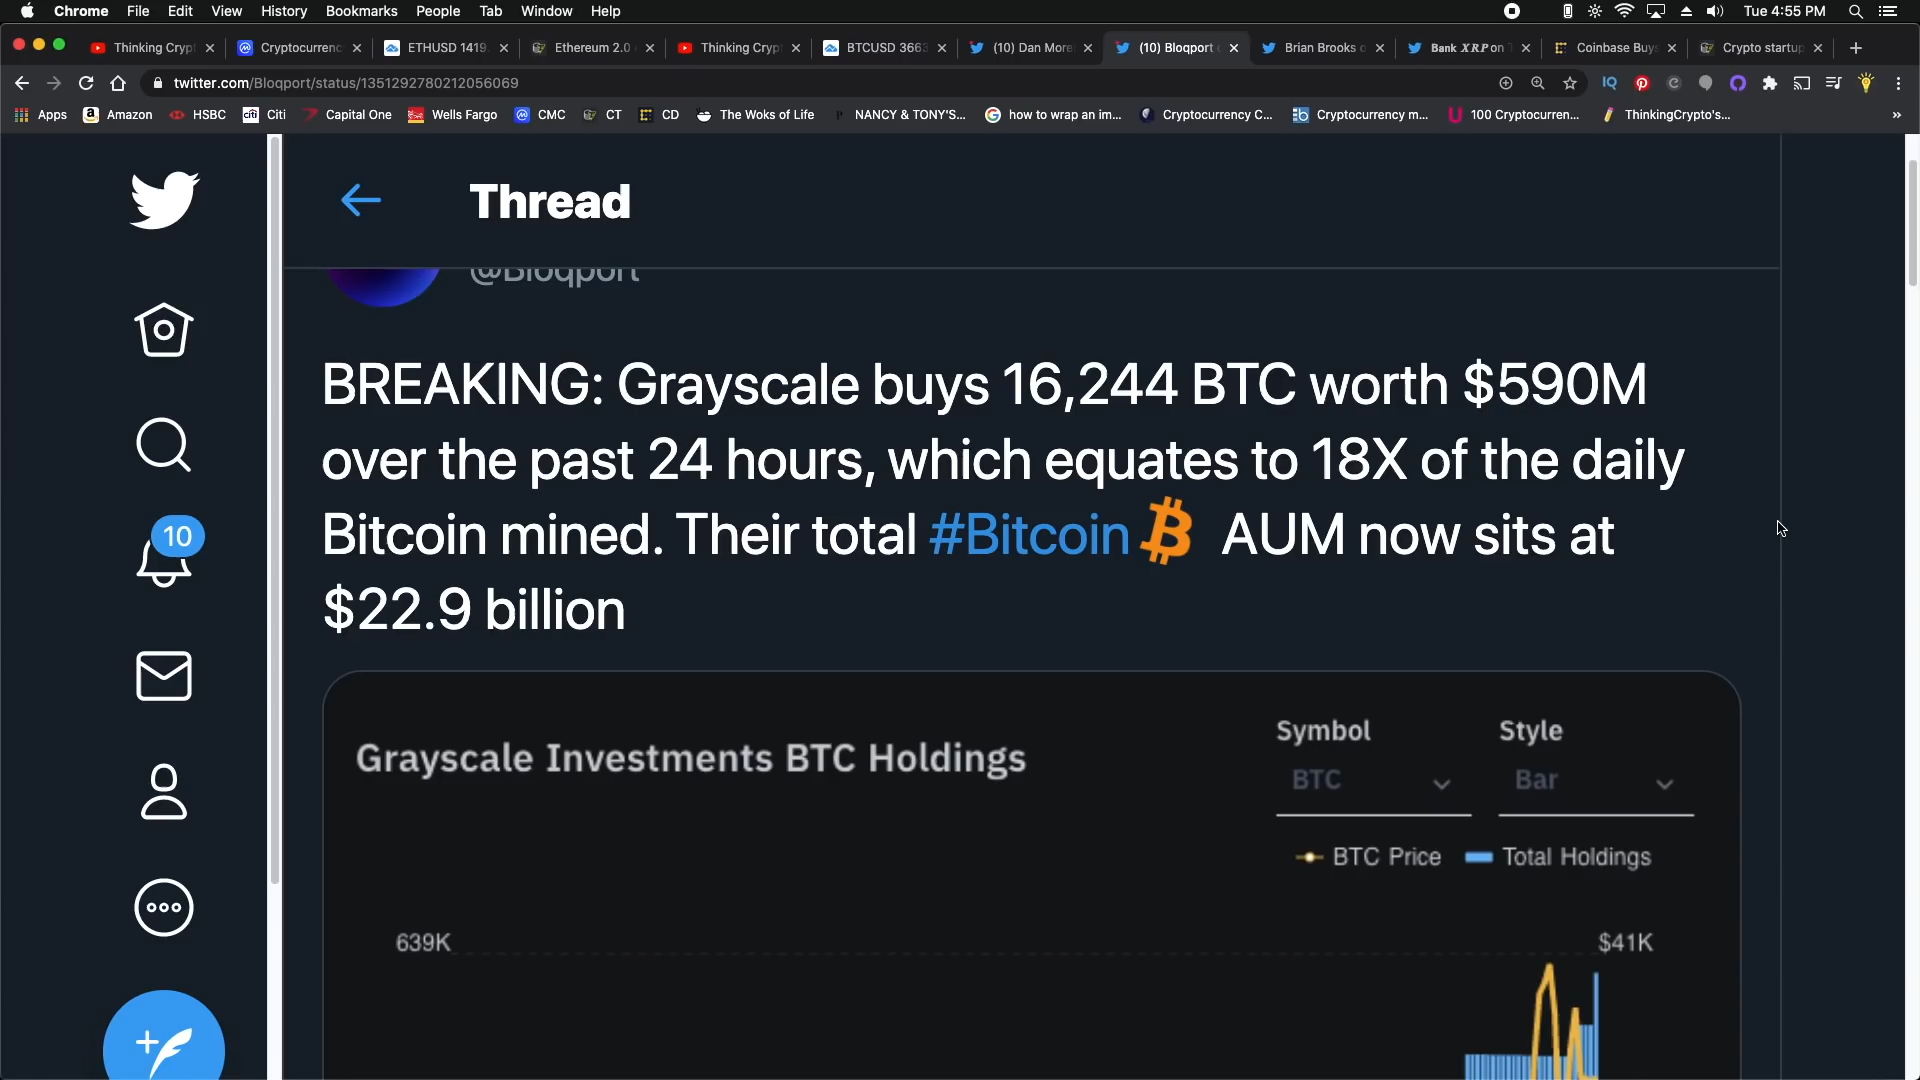 Chrome File Edit View History Bookmarks People Tab Window Help Tue 4:55 PM
Thinking Cryp Cryptocurrenc ETHUSD 1419. Ethereum 2.0 Thinking Cryp BTCUSD 3663 (10) Dan More (10) Bloqport Brian Brooks Bank XRP on Coinbase Buys Crypto startup
twitter.com/Bloqport/status/1351292780212056069
Apps Amazon HSBC citi Citi Capital One Wells Fargo CMC CT CD The Woks of Life NANCY & TONY'S... how to wrap an im... Cryptocurrency C... Cryptocurrency m... 100 Cryptocurren... ThinkingCrypto's... »
Thread
@Bloqport
BREAKING: Grayscale buys 16,244 BTC worth $590M
over the past 24 hours, which equates to 18X of the daily
Bitcoin mined. Their total #Bitcoin AUM now sits at
$22.9 billion
10
Grayscale Investments BTC Holdings
Symbol Style
BTC Bar
BTC Price Total Holdings
639K $41K